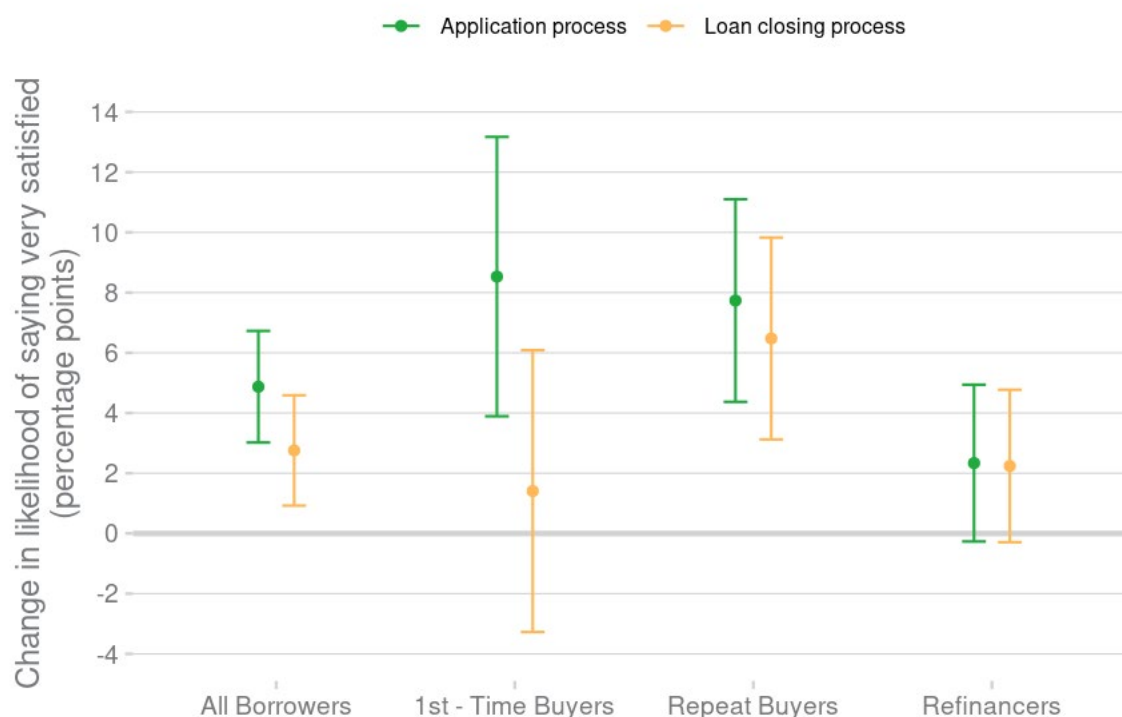 Application process
Loan closing process
Change in likelihood of saying very satisfied
(percentage points)
14
12
10
8
6
4
2
0
-2
-4
All Borrowers
1st - Time Buyers
Repeat Buyers
Refinancers